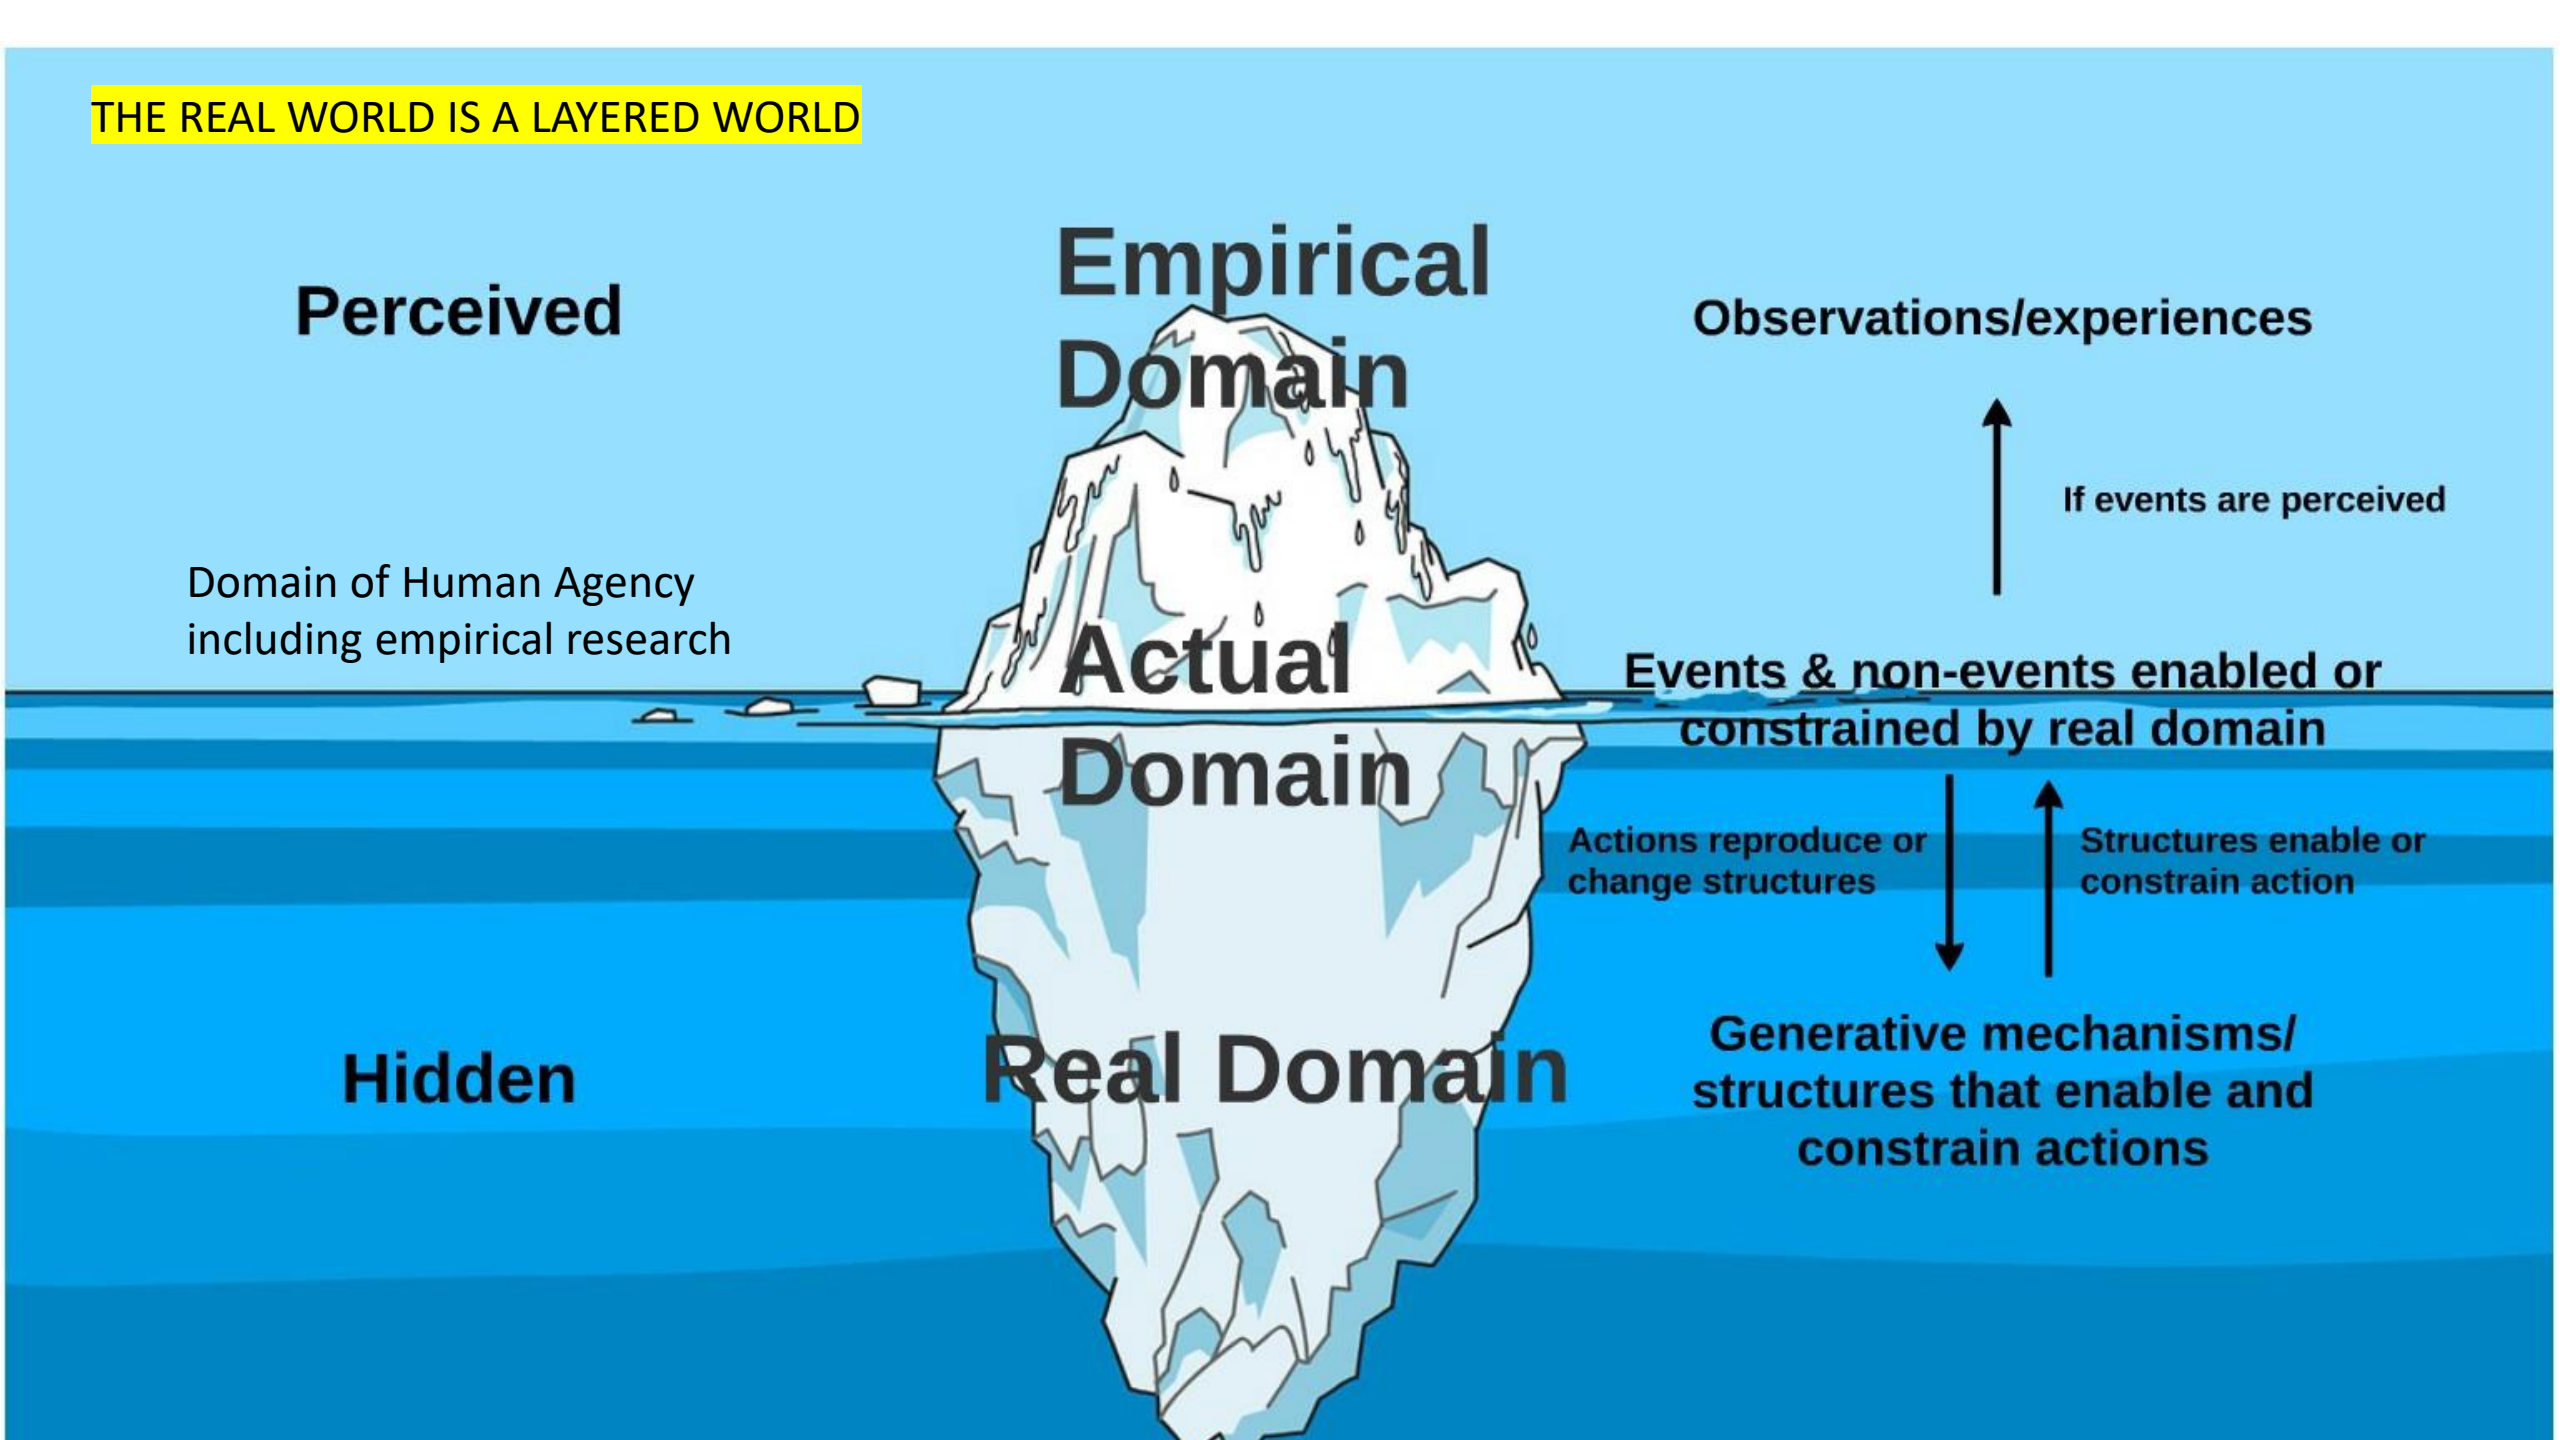 THE REAL WORLD IS A LAYERED WORLD
Perceived
Empirical
Domain
Observations/experiences
If events are perceived
Domain of Human Agency
including empirical research
Actual
Domain
Events & non-events enabled or
constrained by real domain
Actions reproduce or
change structures
Structures enable or
constrain action
Hidden
Real Domain
Generative mechanisms/
structures that enable and
constrain actions